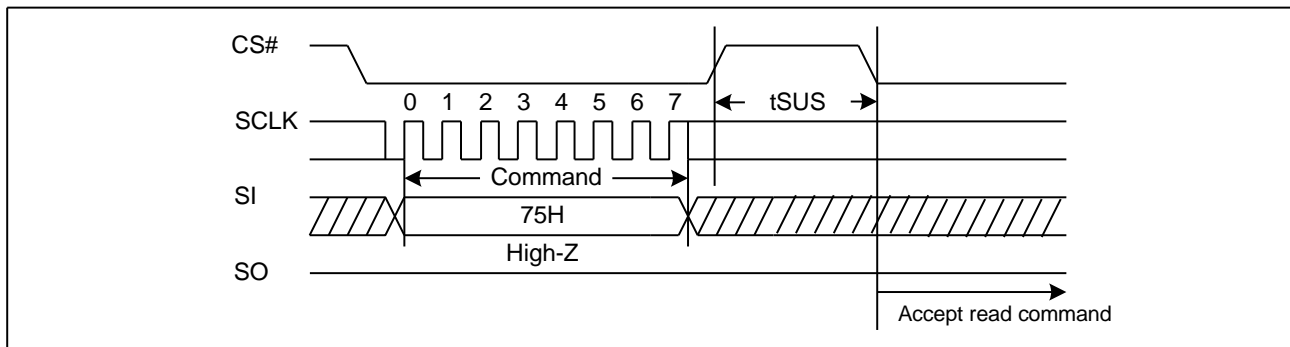 CS#
0 1 2 3 4 5 6 7
tSUS
SCLK
Command
SI
75H
High-Z
SO
Accept read command